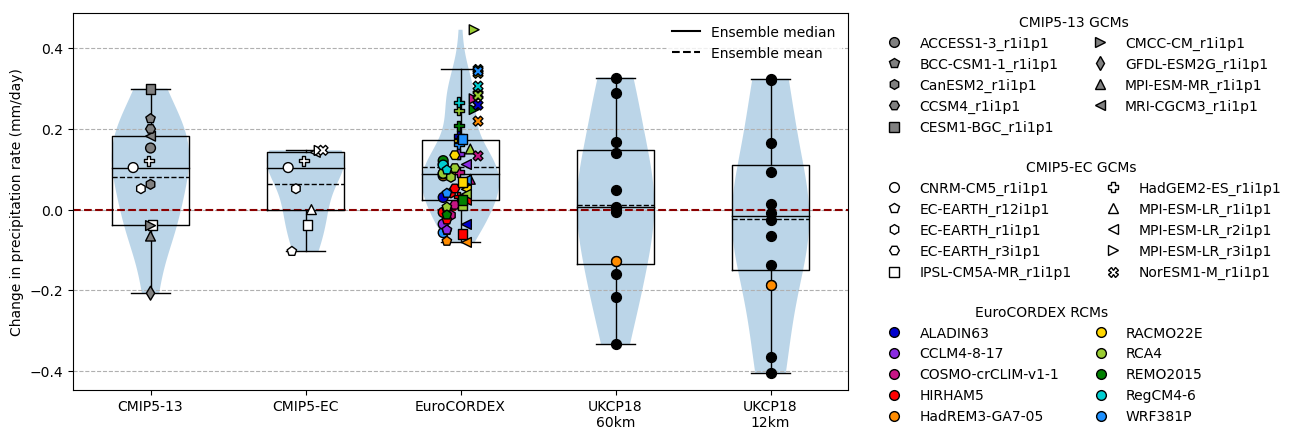 Change in precipitation rate (mm/day)
0.4
0.2
0.0
−0.2
−0.4
Ensemble median
Ensemble mean
CMIP5-13
CMIP5-EC
EuroCORDEX
UKCP18
60km
UKCP18
12km
CMIP5-13 GCMs
ACCESS1-3_r1i1p1
BCC-CSM1-1_r1i1p1
CanESM2_r1i1p1
CCSM4_r1i1p1
CESM1-BGC_r1i1p1
CMCC-CM_r1i1p1
GFDL-ESM2G_r1i1p1
MPI-ESM-MR_r1i1p1
MRI-CGCM3_r1i1p1
CMIP5-EC GCMs
CNRM-CM5_r1i1p1
EC-EARTH_r12i1p1
EC-EARTH_r1i1p1
EC-EARTH_r3i1p1
IPSL-CM5A-MR_r1i1p1
HadGEM2-ES_r1i1p1
MPI-ESM-LR_r1i1p1
MPI-ESM-LR_r2i1p1
MPI-ESM-LR_r3i1p1
NorESM1-M_r1i1p1
EuroCORDEX RCMs
ALADIN63
CCLM4-8-17
COSMO-crCLIM-v1-1
HIRHAM5
HadREM3-GA7-05
RACMO22E
RCA4
REMO2015
RegCM4-6
WRF381P